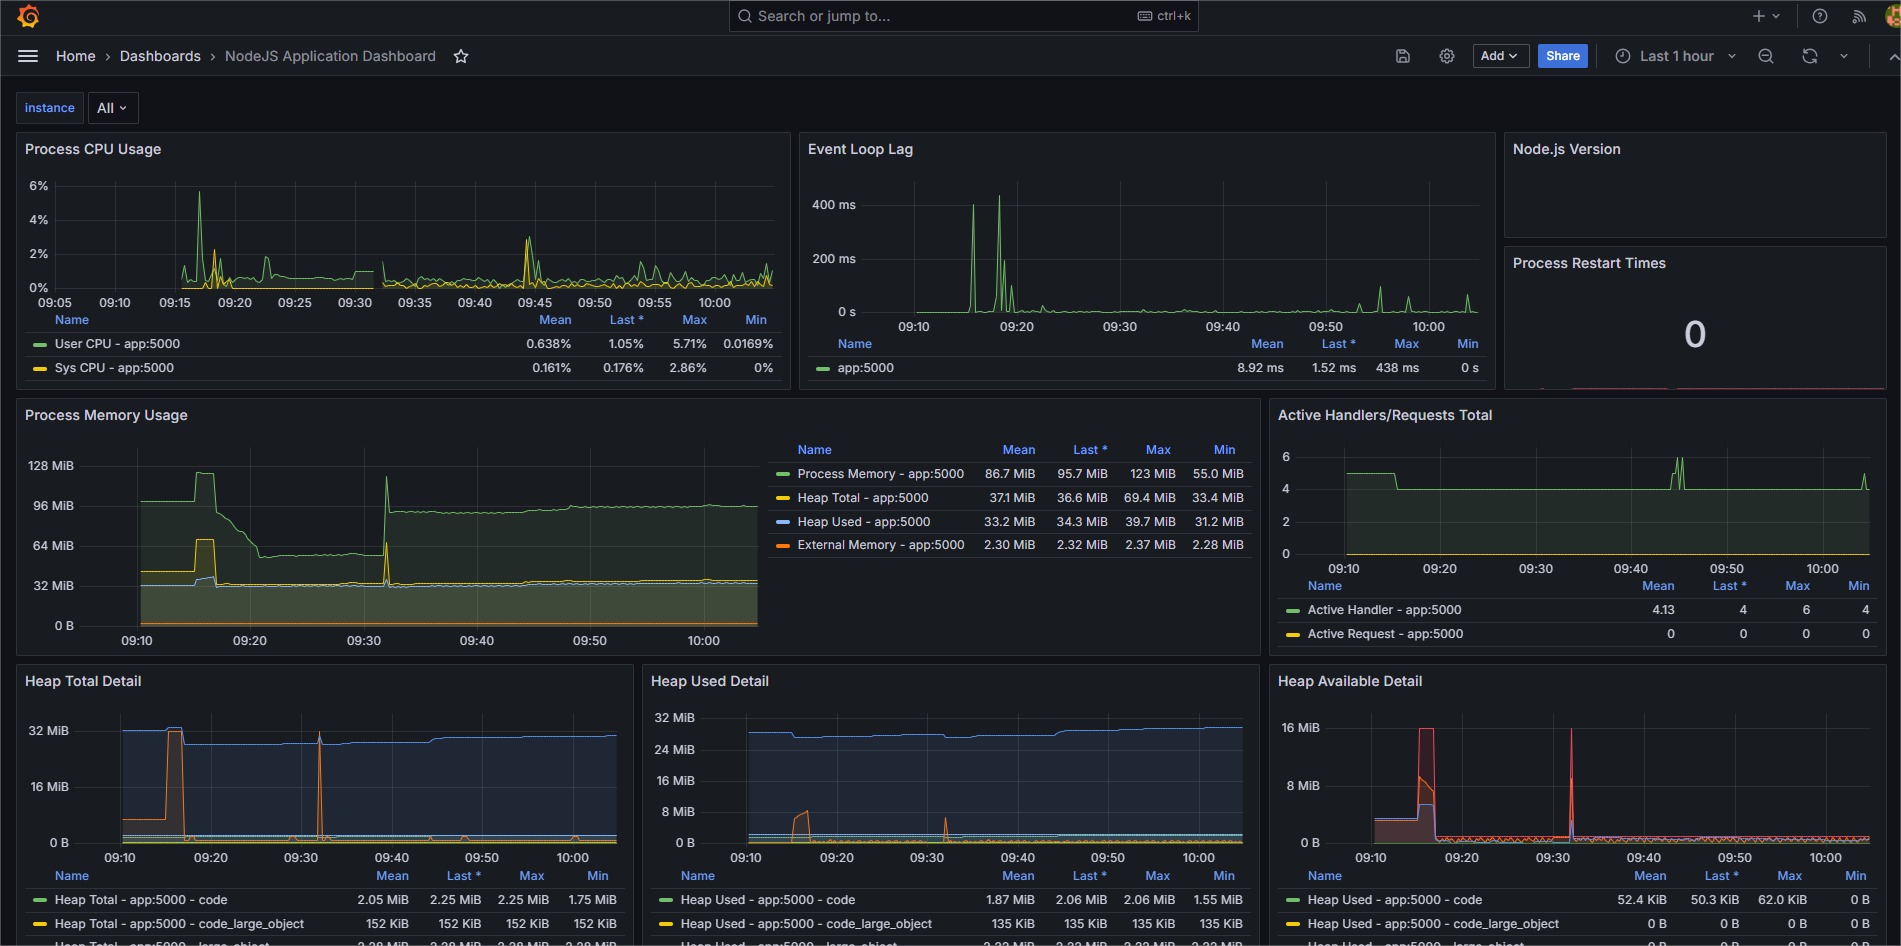 Search or jump to...
ctrl+k
Home › Dashboards › NodeJS Application Dashboard
Add
Share
Last 1 hour
instance
All
Process CPU Usage
6%
4%
2%
0%
09:05 09:10 09:15 09:20 09:25 09:30 09:35 09:40 09:45 09:50 09:55 10:00
Name Mean Last * Max Min
User CPU - app:5000 0.638% 1.05% 5.71% 0.0169%
Sys CPU - app:5000 0.161% 0.176% 2.86% 0%
Event Loop Lag
400 ms
200 ms
0 s
09:10 09:20 09:30 09:40 09:50 10:00
Name Mean Last * Max Min
app:5000 8.92 ms 1.52 ms 438 ms 0 s
Node.js Version
Process Restart Times
0
Process Memory Usage
128 MiB
96 MiB
64 MiB
32 MiB
0 B
09:10 09:20 09:30 09:40 09:50 10:00
Name Mean Last * Max Min
Process Memory - app:5000 86.7 MiB 95.7 MiB 123 MiB 55.0 MiB
Heap Total - app:5000 37.1 MiB 36.6 MiB 69.4 MiB 33.4 MiB
Heap Used - app:5000 33.2 MiB 34.3 MiB 39.7 MiB 31.2 MiB
External Memory - app:5000 2.30 MiB 2.32 MiB 2.37 MiB 2.28 MiB
Active Handlers/Requests Total
6
4
2
0
09:10 09:20 09:30 09:40 09:50 10:00
Name Mean Last * Max Min
Active Handler - app:5000 4.13 4 6 4
Active Request - app:5000 0 0 0 0
Heap Total Detail
32 MiB
16 MiB
0 B
09:10 09:20 09:30 09:40 09:50 10:00
Name Mean Last * Max Min
Heap Total - app:5000 - code 2.05 MiB 2.25 MiB 2.25 MiB 1.75 MiB
Heap Total - app:5000 - code_large_object 152 KiB 152 KiB 152 KiB 152 KiB
Heap Used Detail
32 MiB
24 MiB
16 MiB
8 MiB
0 B
09:10 09:20 09:30 09:40 09:50 10:00
Name Mean Last * Max Min
Heap Used - app:5000 - code 1.87 MiB 2.06 MiB 2.06 MiB 1.55 MiB
Heap Used - app:5000 - code_large_object 135 KiB 135 KiB 135 KiB 135 KiB
Heap Available Detail
16 MiB
8 MiB
0 B
09:10 09:20 09:30 09:40 09:50 10:00
Name Mean Last * Max Min
Heap Used - app:5000 - code 52.4 KiB 50.3 KiB 62.0 KiB 0 B
Heap Used - app:5000 - code_large_object 0 B 0 B 0 B 0 B